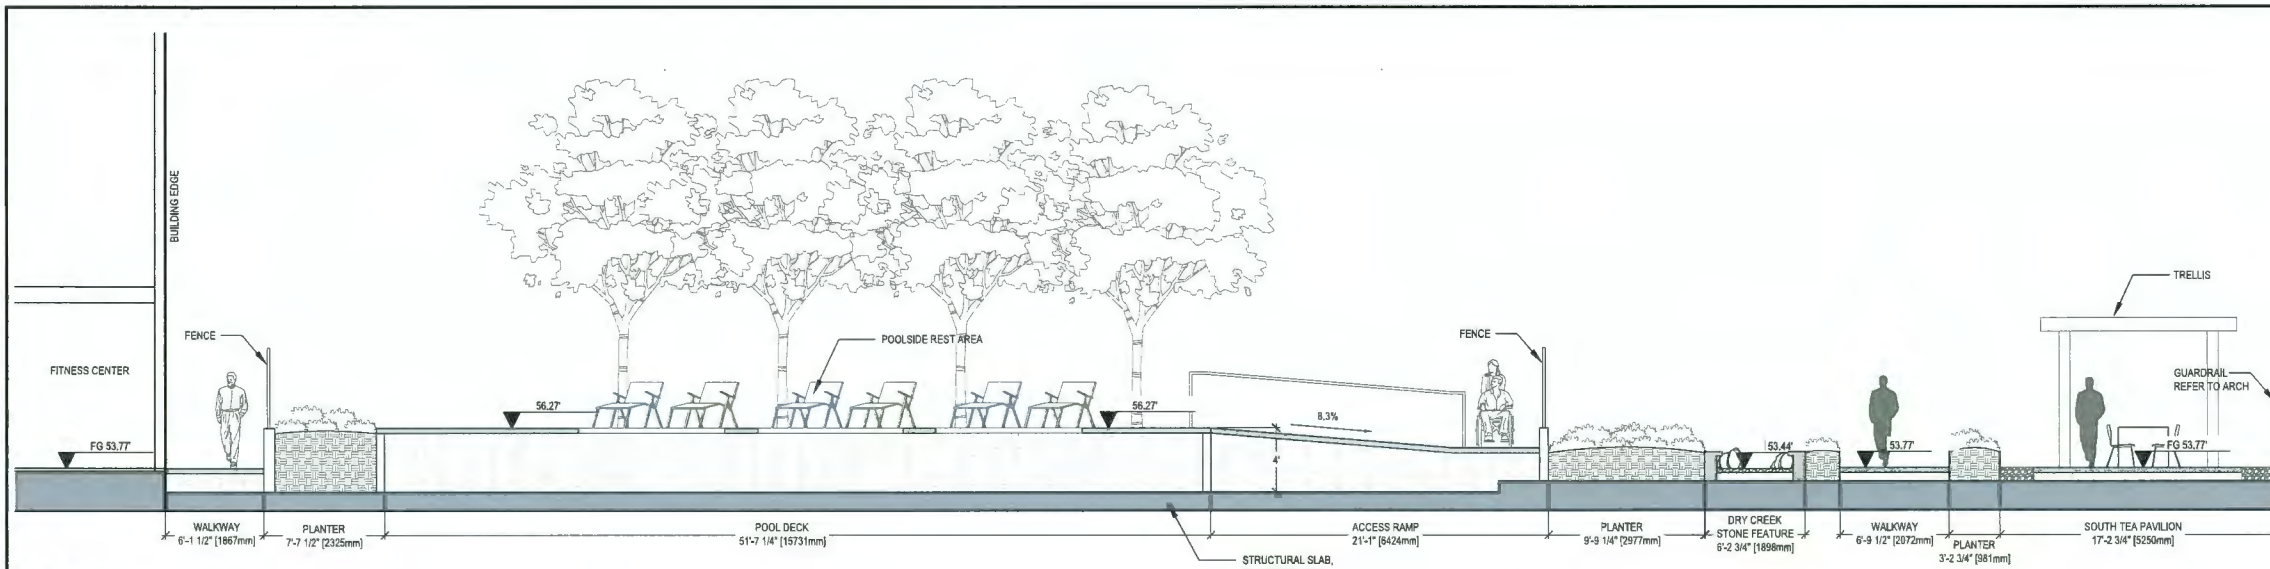 BUILDING EDGE
FITNESS CENTER
FG 53.77'
FENCE
56.27'
POOLSIDE REST AREA
56.27'
4'
8.3%
FENCE
53.44'
53.77'
TRELLIS
GUARDRAIL
REFER TO ARCH
FG 53.77'
WALKWAY
6'-1 1/2" [1867mm]
PLANTER
7'-7 1/2" [2325mm]
POOL DECK
51'-7 1/4" [15731mm]
ACCESS RAMP
21'-1" [6424mm]
PLANTER
9'-9 1/4" [2977mm]
DRY CREEK
STONE FEATURE
6'-2 3/4" [1898mm]
WALKWAY
6'-9 1/2" [2072mm]
PLANTER
3'-2 3/4" [981mm]
SOUTH TEA PAVILION
17'-2 3/4" [5250mm]
STRUCTURAL SLAB,